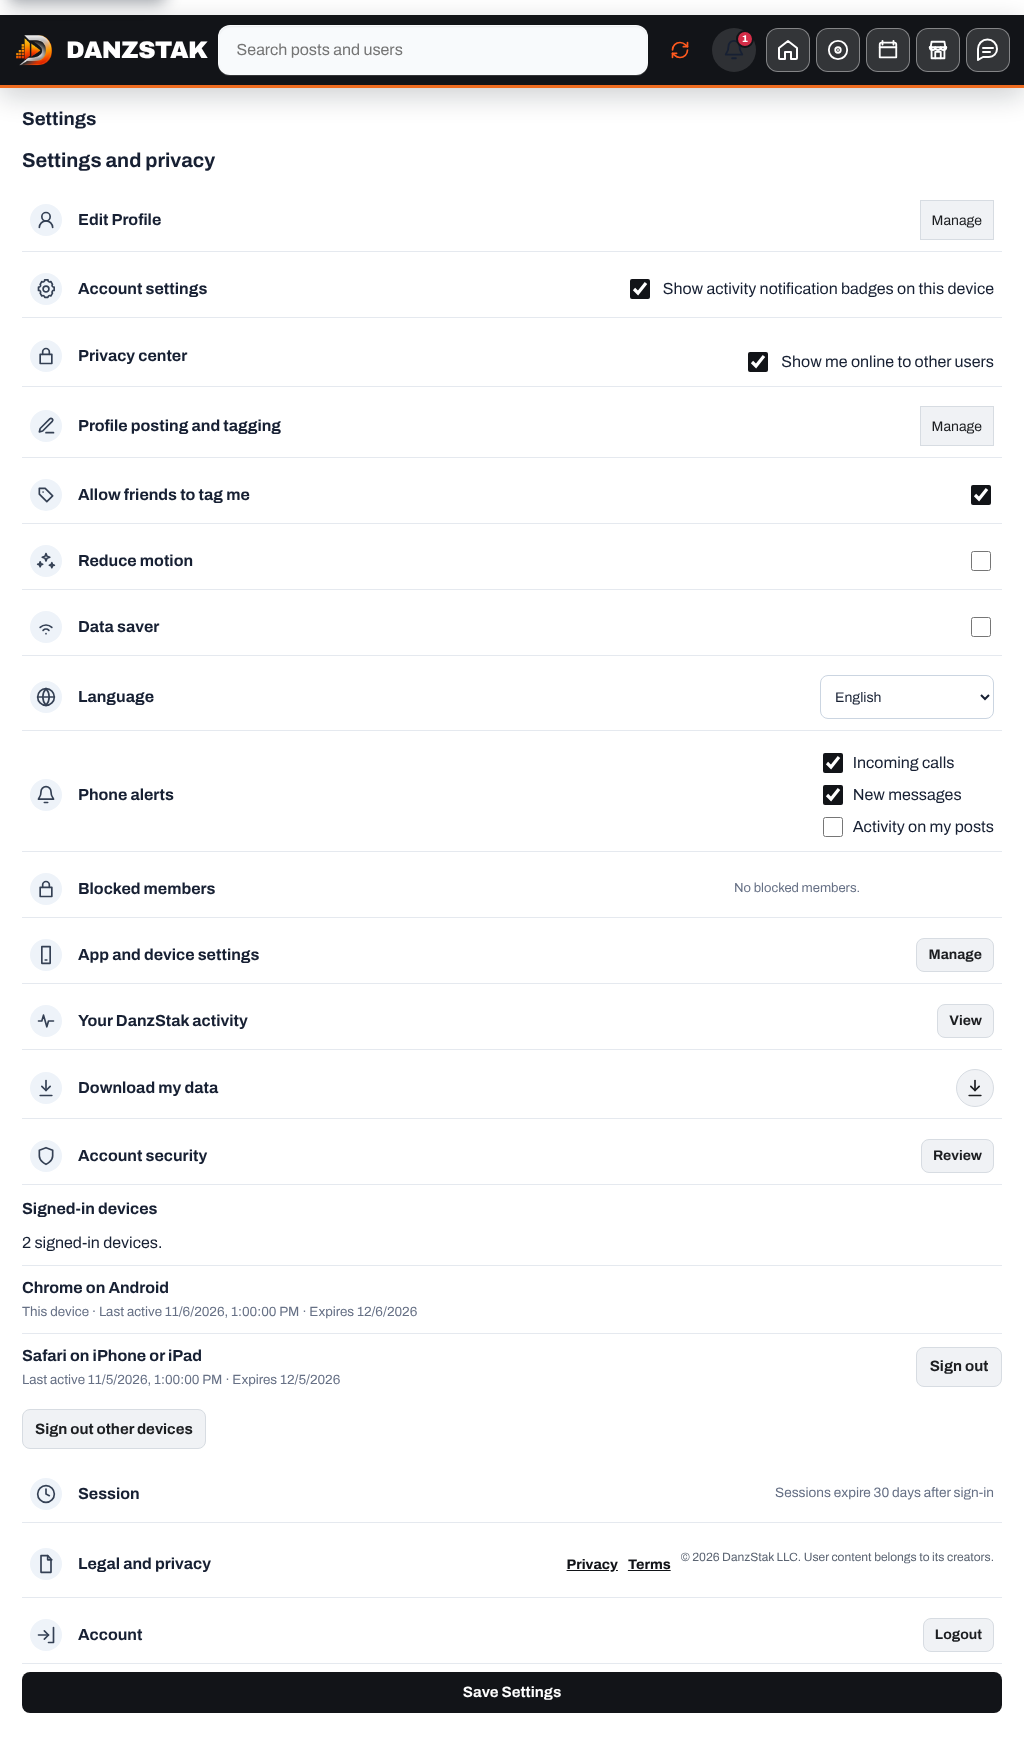 DANZSTAK
Search posts and users
1
Settings
Settings and privacy
Edit Profile
Manage
Account settings
Show activity notification badges on this device
Privacy center
Show me online to other users
Profile posting and tagging
Manage
Allow friends to tag me
Reduce motion
Data saver
Language
English
Phone alerts
Incoming calls
New messages
Activity on my posts
Blocked members
No blocked members.
App and device settings
Manage
Your DanzStak activity
View
Download my data
Account security
Review
Signed-in devices
2 signed-in devices.
Chrome on Android
This device · Last active 11/6/2026, 1:00:00 PM · Expires 12/6/2026
Safari on iPhone or iPad
Last active 11/5/2026, 1:00:00 PM · Expires 12/5/2026
Sign out
Sign out other devices
Session
Sessions expire 30 days after sign-in
Legal and privacy
Privacy Terms © 2026 DanzStak LLC. User content belongs to its creators.
Account
Logout
Save Settings